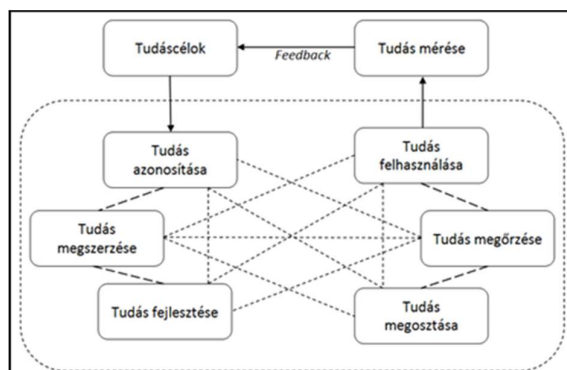 Tudáscélok
Feedback
Tudás mérése
Tudás
azonosítása
Tudás
felhasználása
Tudás
megszerzése
Tudás megőrzése
Tudás fejlesztése
Tudás
megosztása